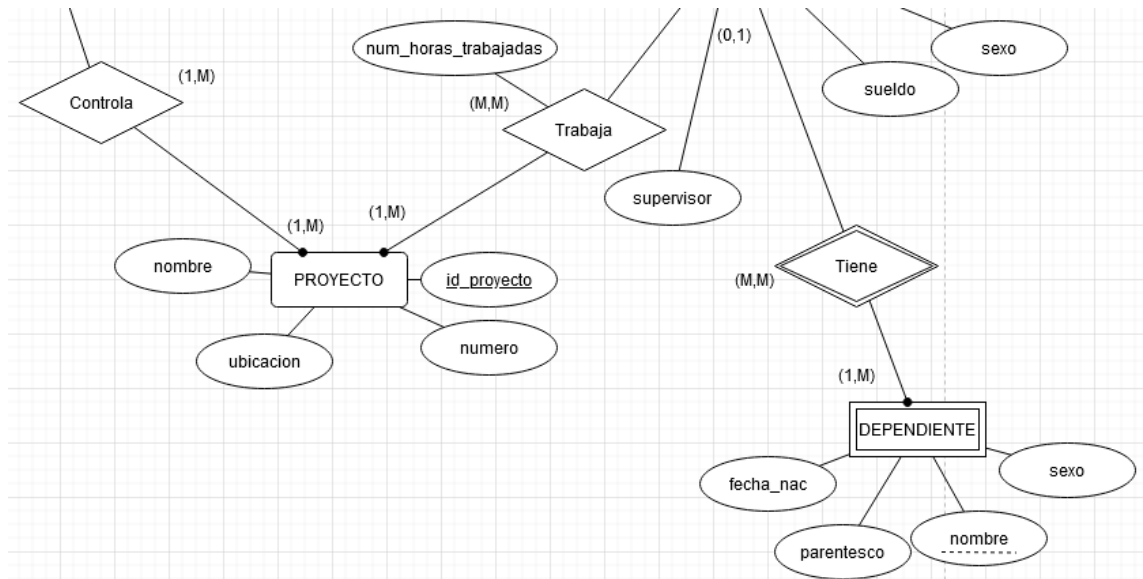 (0,1)
num_horas_trabajadas
sexo
(1,M)
sueldo
Controla
(M,M)
Trabaja
supervisor
(1,M)
(1,M)
nombre
PROYECTO
id_proyecto
Tiene
(M,M)
numero
ubicacion
(1,M)
DEPENDIENTE
sexo
fecha_nac
nombre
parentesco